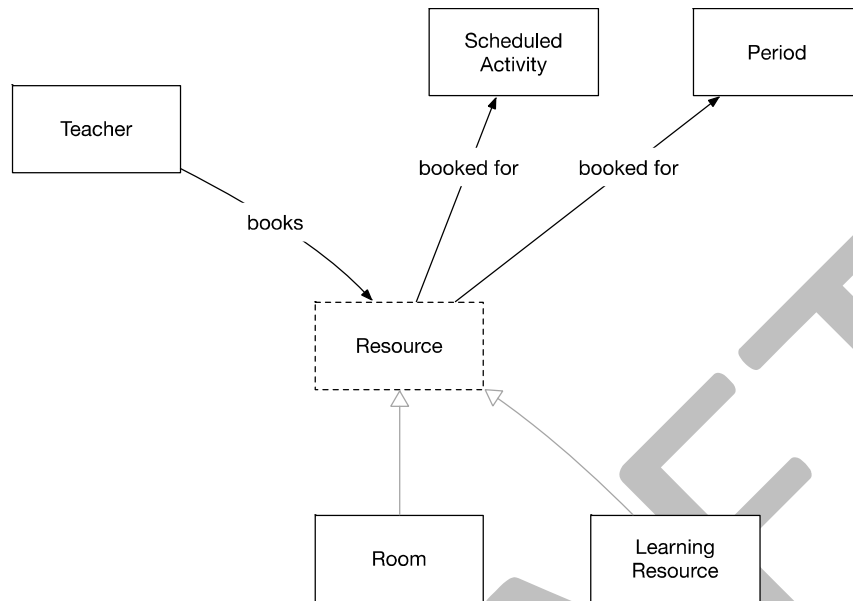 Scheduled
Activity
Period
Teacher
booked for
booked for
books
Resource
Room
Learning
Resource